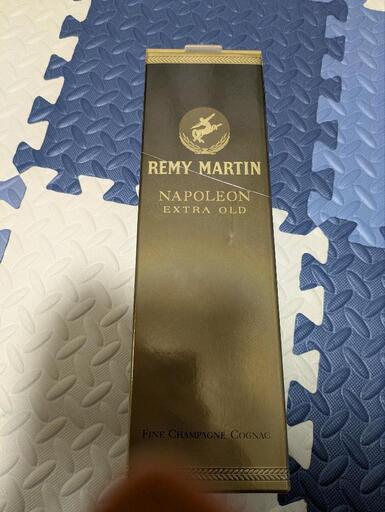 REMY MARTIN
NAPOLEON
EXTRA OLD
FINE CHAMPAGNE COGNAC